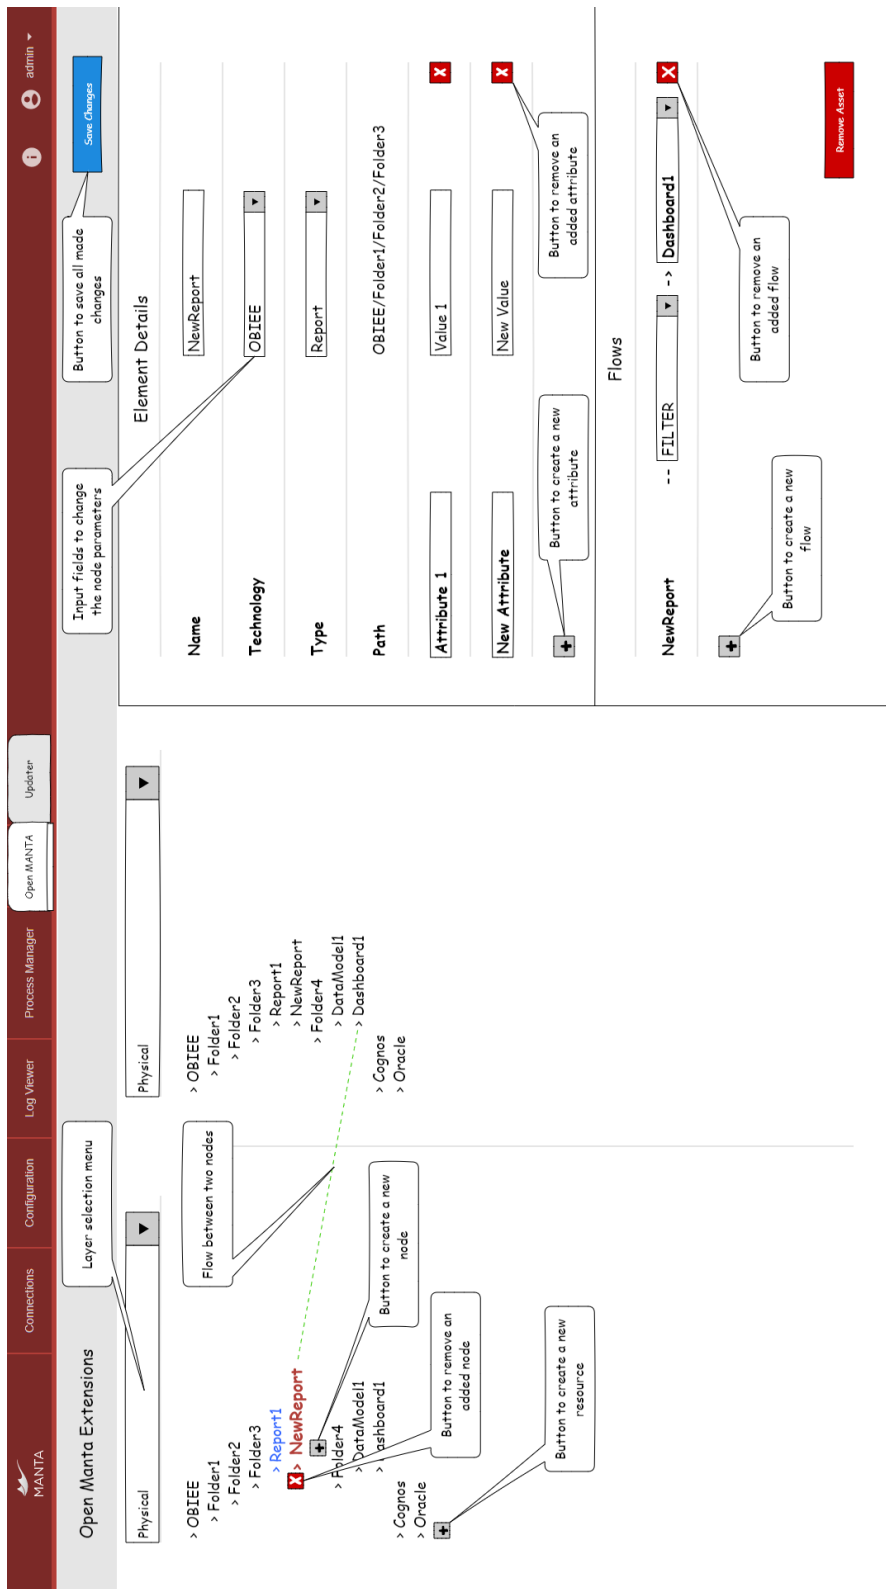 MANTA
Connections
Configuration
Log Viewer
Process Manager
Open MANTA
Updater
i
admin
Open Manta Extensions
Layer selection menu
Input fields to change
the node parameters
Button to save all made
changes
Save Changes
Physical
> OBIEE
> Folder1
> Folder2
> Folder3
> Report1
X > NewReport
+
> Folder4
> DataModel1
Dashboard1
> Cognos
> Oracle
+
Flow between two nodes
Button to create a new
node
Button to remove an
added node
Button to create a new
resource
Physical
> OBIEE
> Folder1
> Folder2
> Folder3
> Report1
> NewReport
> Folder4
> DataModel1
> Dashboard1
> Cognos
> Oracle
Element Details
Name NewReport
Technology OBIEE
Type Report
Path OBIEE/Folder1/Folder2/Folder3
Attribute 1 Value 1 X
New Attribute New Value X
+
Button to create a new
attribute
Button to remove an
added attribute
Flows
NewReport -- FILTER -> Dashboard1 X
+
Button to create a new
flow
Button to remove an
added flow
Remove Asset